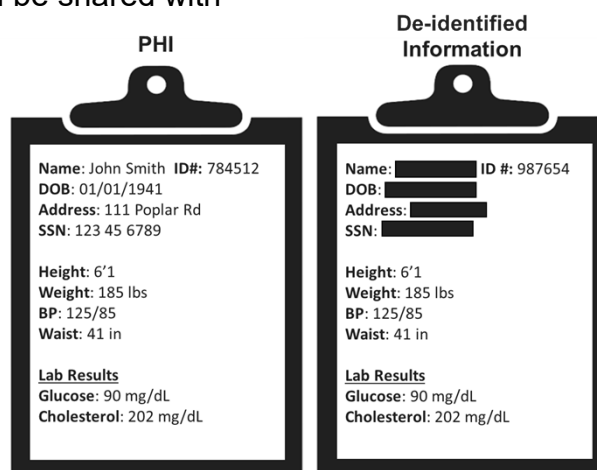 be shared with
PHI
Name: John Smith ID#: 784512
DOB: 01/01/1941
Address: 111 Poplar Rd
SSN: 123 45 6789
Height: 6'1
Weight: 185 lbs
BP: 125/85
Waist: 41 in
Lab Results
Glucose: 90 mg/dL
Cholesterol: 202 mg/dL
De-identified
Information
Name: ID #: 987654
DOB:
Address:
SSN:
Height: 6'1
Weight: 185 lbs
BP: 125/85
Waist: 41 in
Lab Results
Glucose: 90 mg/dL
Cholesterol: 202 mg/dL